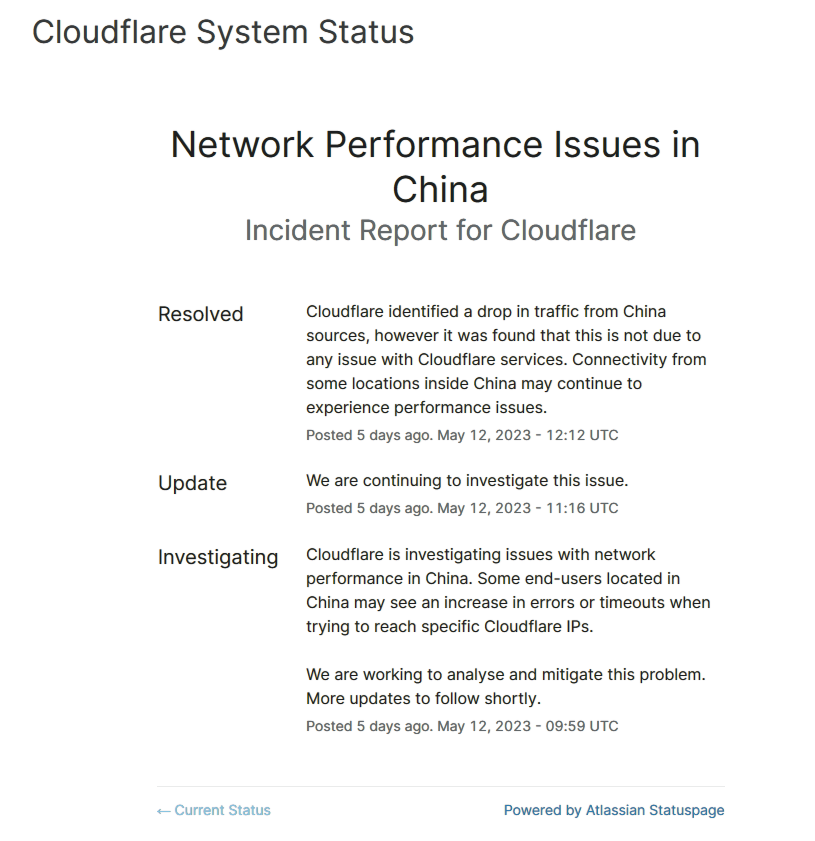 Cloudflare System Status
Network Performance Issues in
China
Incident Report for Cloudflare
Resolved
Cloudflare identified a drop in traffic from China
sources, however it was found that this is not due to
any issue with Cloudflare services. Connectivity from
some locations inside China may continue to
experience performance issues.
Posted 5 days ago. May 12, 2023 - 12:12 UTC
Update
We are continuing to investigate this issue.
Posted 5 days ago. May 12, 2023 - 11:16 UTC
Investigating
Cloudflare is investigating issues with network
performance in China. Some end-users located in
China may see an increase in errors or timeouts when
trying to reach specific Cloudflare IPs.
We are working to analyse and mitigate this problem.
More updates to follow shortly.
Posted 5 days ago. May 12, 2023 - 09:59 UTC
← Current Status
Powered by Atlassian Statuspage